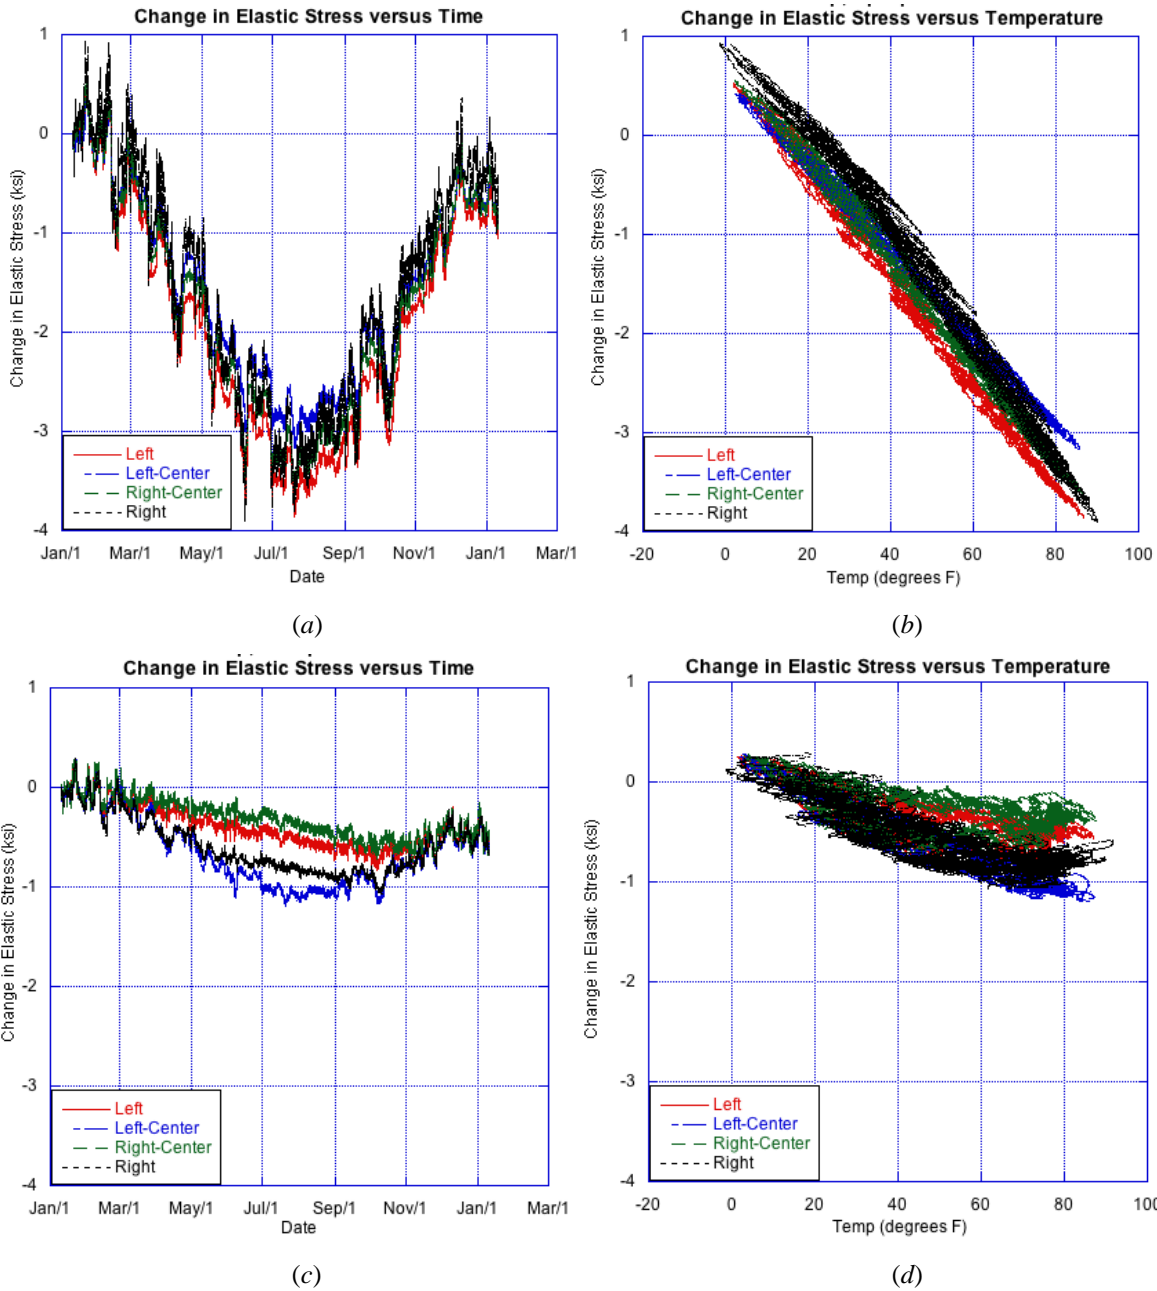 Change in Elastic Stress versus Time
1
0
-1
-2
-3
-4
Change in Elastic Stress (ksi)
Left
Left-Center
Right-Center
Right
Jan/1 Mar/1 May/1 Jul/1 Sep/1 Nov/1 Jan/1 Mar/1
Date
(a)
Change in Elastic Stress versus Temperature
1
0
-1
-2
-3
-4
Change in Elastic Stress (ksi)
Left
Left-Center
Right-Center
Right
-20 0 20 40 60 80 100
Temp (degrees F)
(b)
Change in Elastic Stress versus Time
1
0
-1
-2
-3
-4
Change in Elastic Stress (ksi)
Left
Left-Center
Right-Center
Right
Jan/1 Mar/1 May/1 Jul/1 Sep/1 Nov/1 Jan/1 Mar/1
Date
(c)
Change in Elastic Stress versus Temperature
1
0
-1
-2
-3
-4
Change in Elastic Stress (ksi)
Left
Left-Center
Right-Center
Right
-20 0 20 40 60 80 100
Temp (degrees F)
(d)